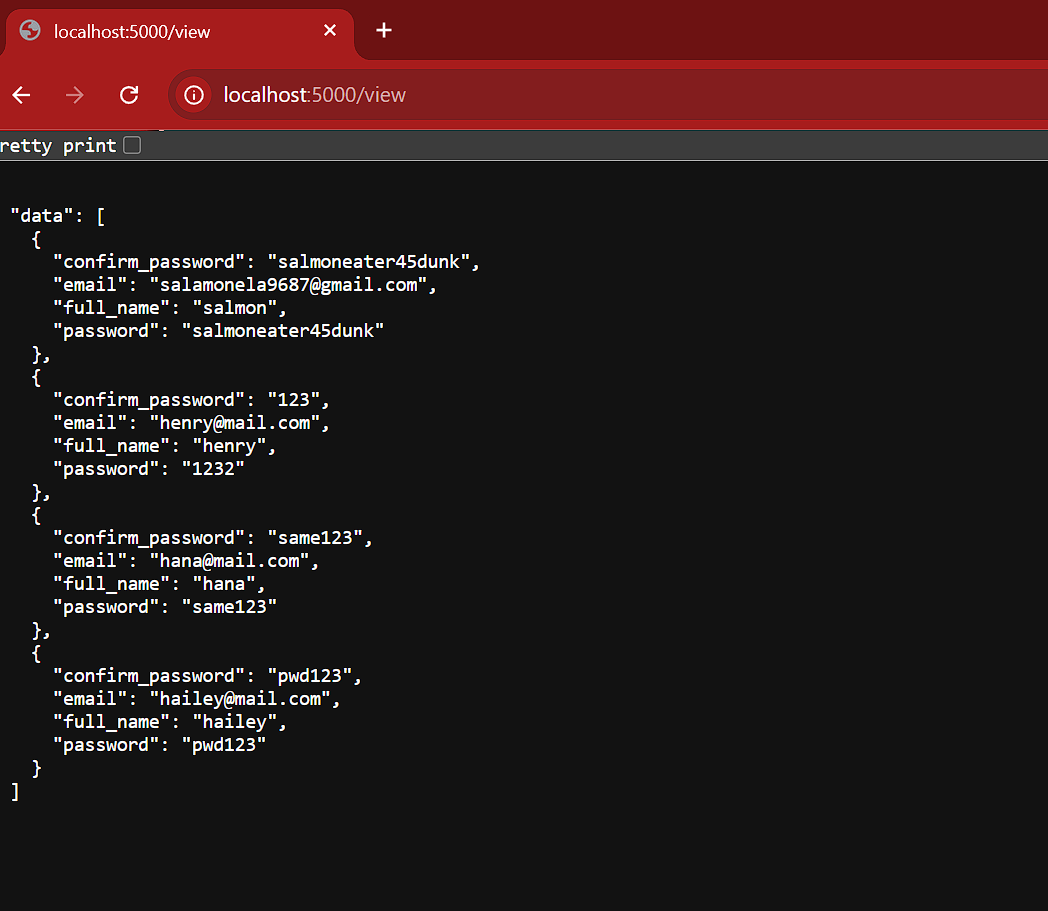 localhost:5000/view
localhost:5000/view
retty print
"data": [
{
"confirm_password": "salmoneater45dunk",
"email": "salamonela9687@gmail.com",
"full_name": "salmon",
"password": "salmoneater45dunk"
},
{
"confirm_password": "123",
"email": "henry@mail.com",
"full_name": "henry",
"password": "1232"
},
{
"confirm_password": "same123",
"email": "hana@mail.com",
"full_name": "hana",
"password": "same123"
},
{
"confirm_password": "pwd123",
"email": "hailey@mail.com",
"full_name": "hailey",
"password": "pwd123"
}
]